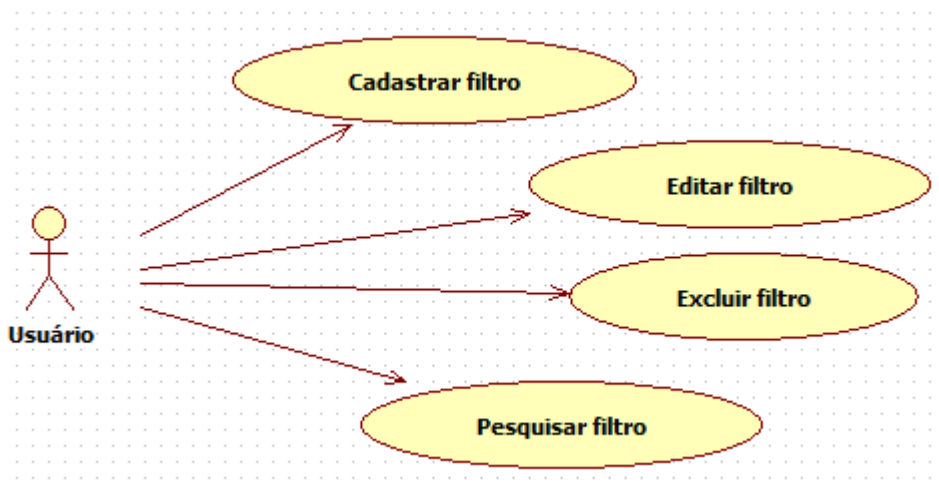 Cadastrar filtro
Editar filtro
Excluir filtro
Usuário
Pesquisar filtro